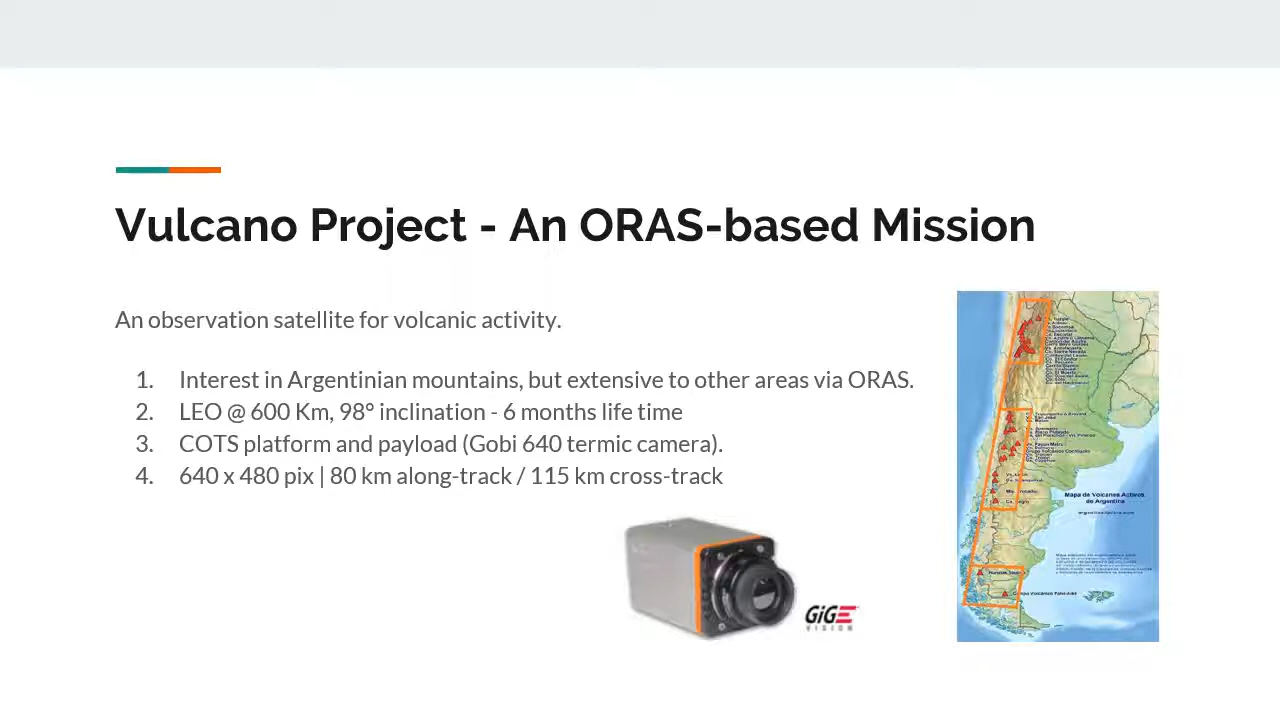 Vulcano Project - An ORAS-based Mission
An observation satellite for volcanic activity.
1. Interest in Argentinian mountains, but extensive to other areas via ORAS.
2. LEO @ 600 Km, 98° inclination - 6 months life time
3. COTS platform and payload (Gobi 640 termic camera).
4. 640 x 480 pix | 80 km along-track / 115 km cross-track
GiGE
VISION
Mapa de Volcanes Activos
de Argentina